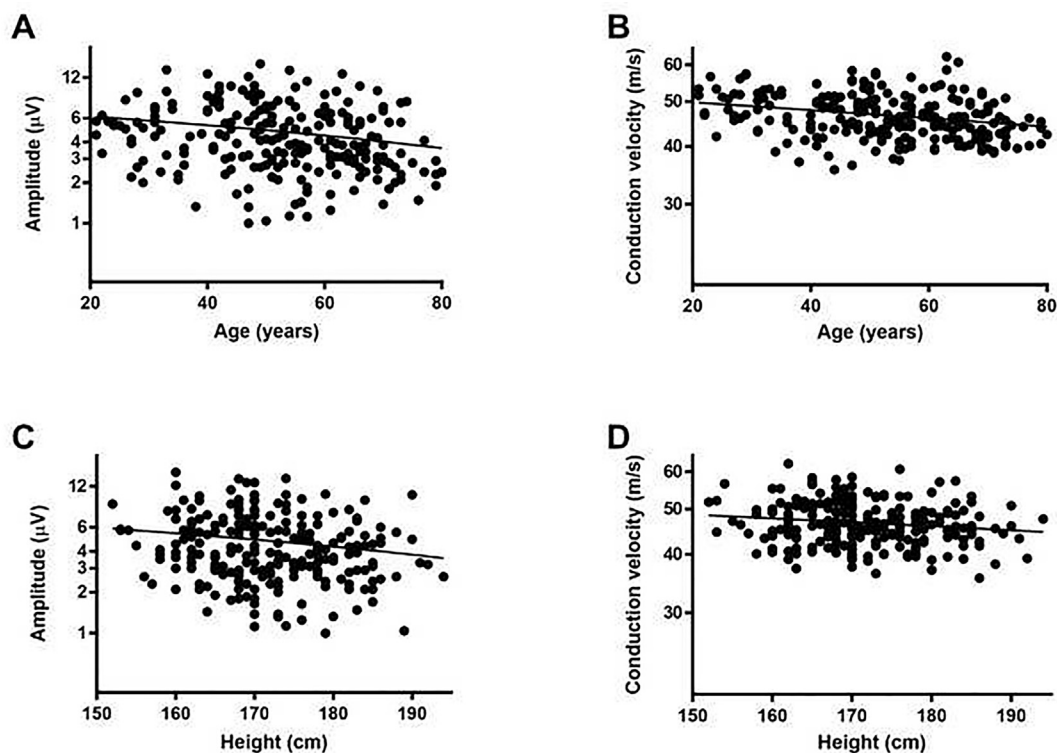 A
Amplitude (µV)
12
6
4
3
2
1
20 40 60 80
Age (years)
B
Conduction velocity (m/s)
60
50
40
30
20 40 60 80
Age (years)
C
Amplitude (µV)
12
6
4
3
2
1
150 160 170 180 190
Height (cm)
D
Conduction velocity (m/s)
60
50
40
30
150 160 170 180 190
Height (cm)